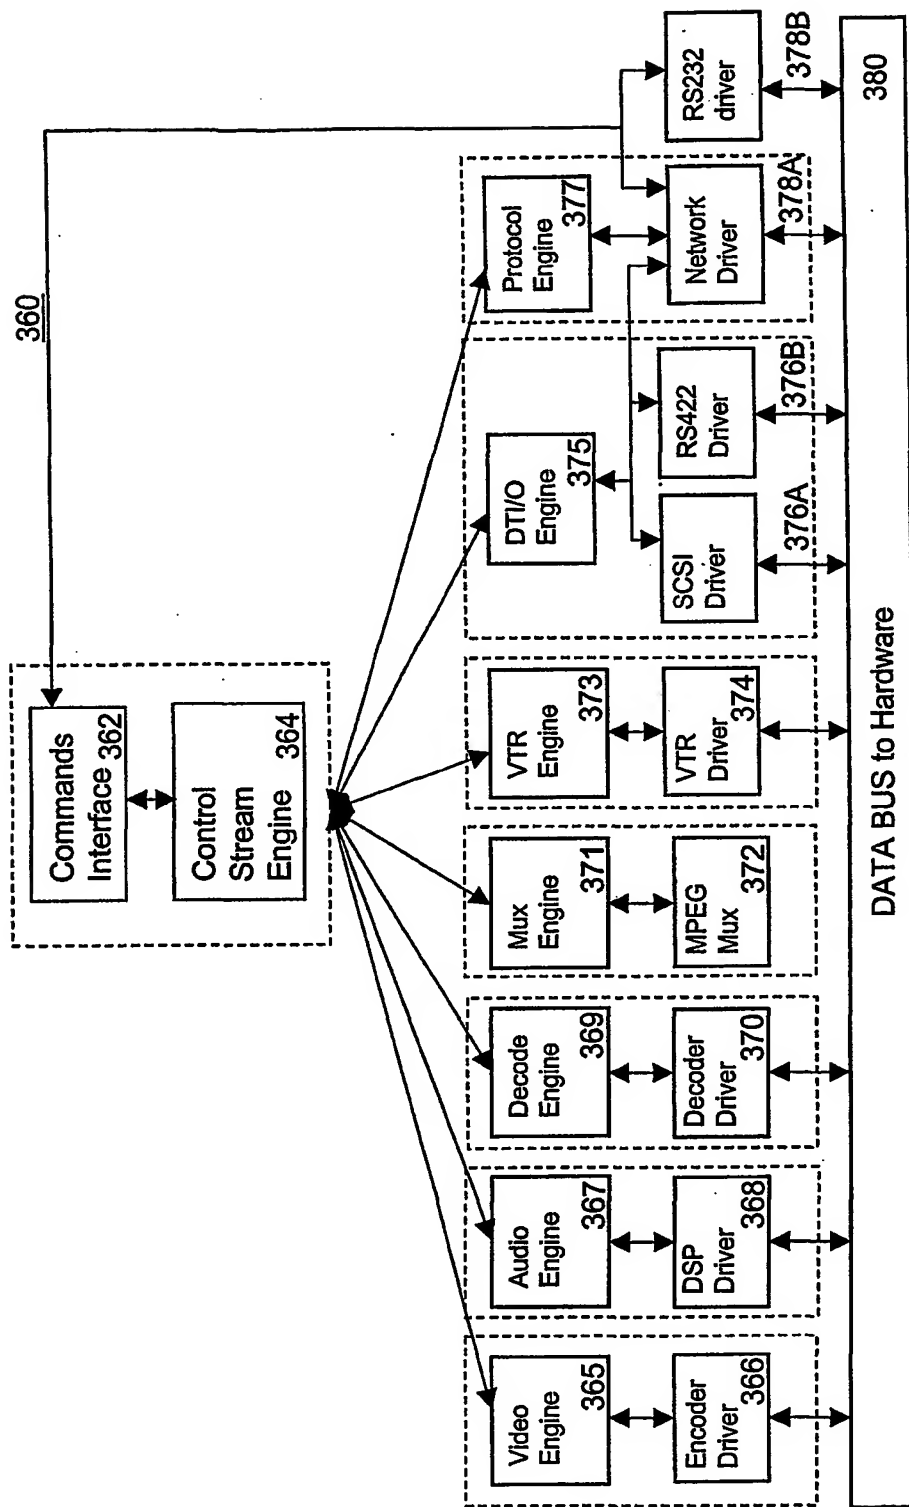 360
Commands
Interface 362
Control
Stream
Engine 364
Video
Engine
365
Audio
Engine
367
Decode
Engine
369
Mux
Engine
371
VTR
Engine
373
DTI/O
Engine
375
Protocol
Engine
377
Encoder
Driver
366
DSP
Driver
368
Decoder
Driver
370
MPEG
Mux
372
VTR
Driver
374
SCSI
Driver
376A
RS422
Driver
376B
Network
Driver
378A
RS232
driver
378B
DATA BUS to Hardware
380